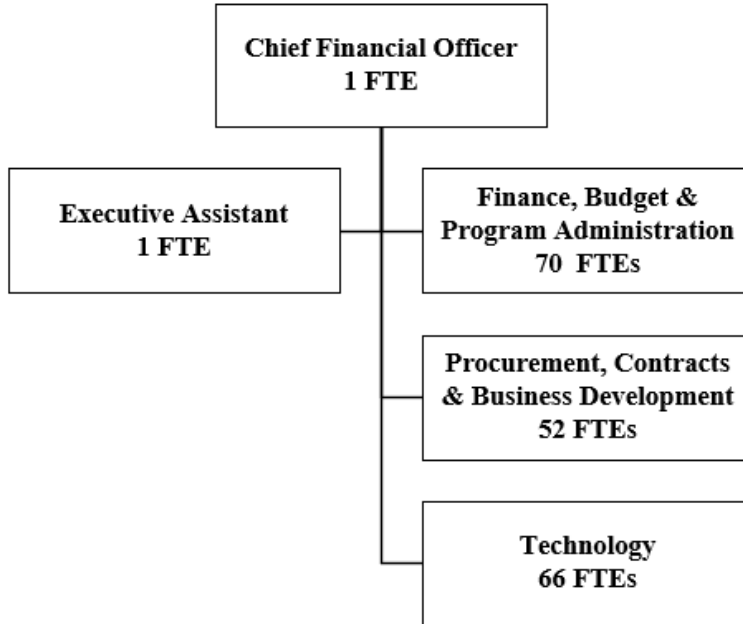 Chief Financial Officer
1 FTE
Executive Assistant
1 FTE
Finance, Budget &
Program Administration
70 FTEs
Procurement, Contracts
& Business Development
52 FTEs
Technology
66 FTEs